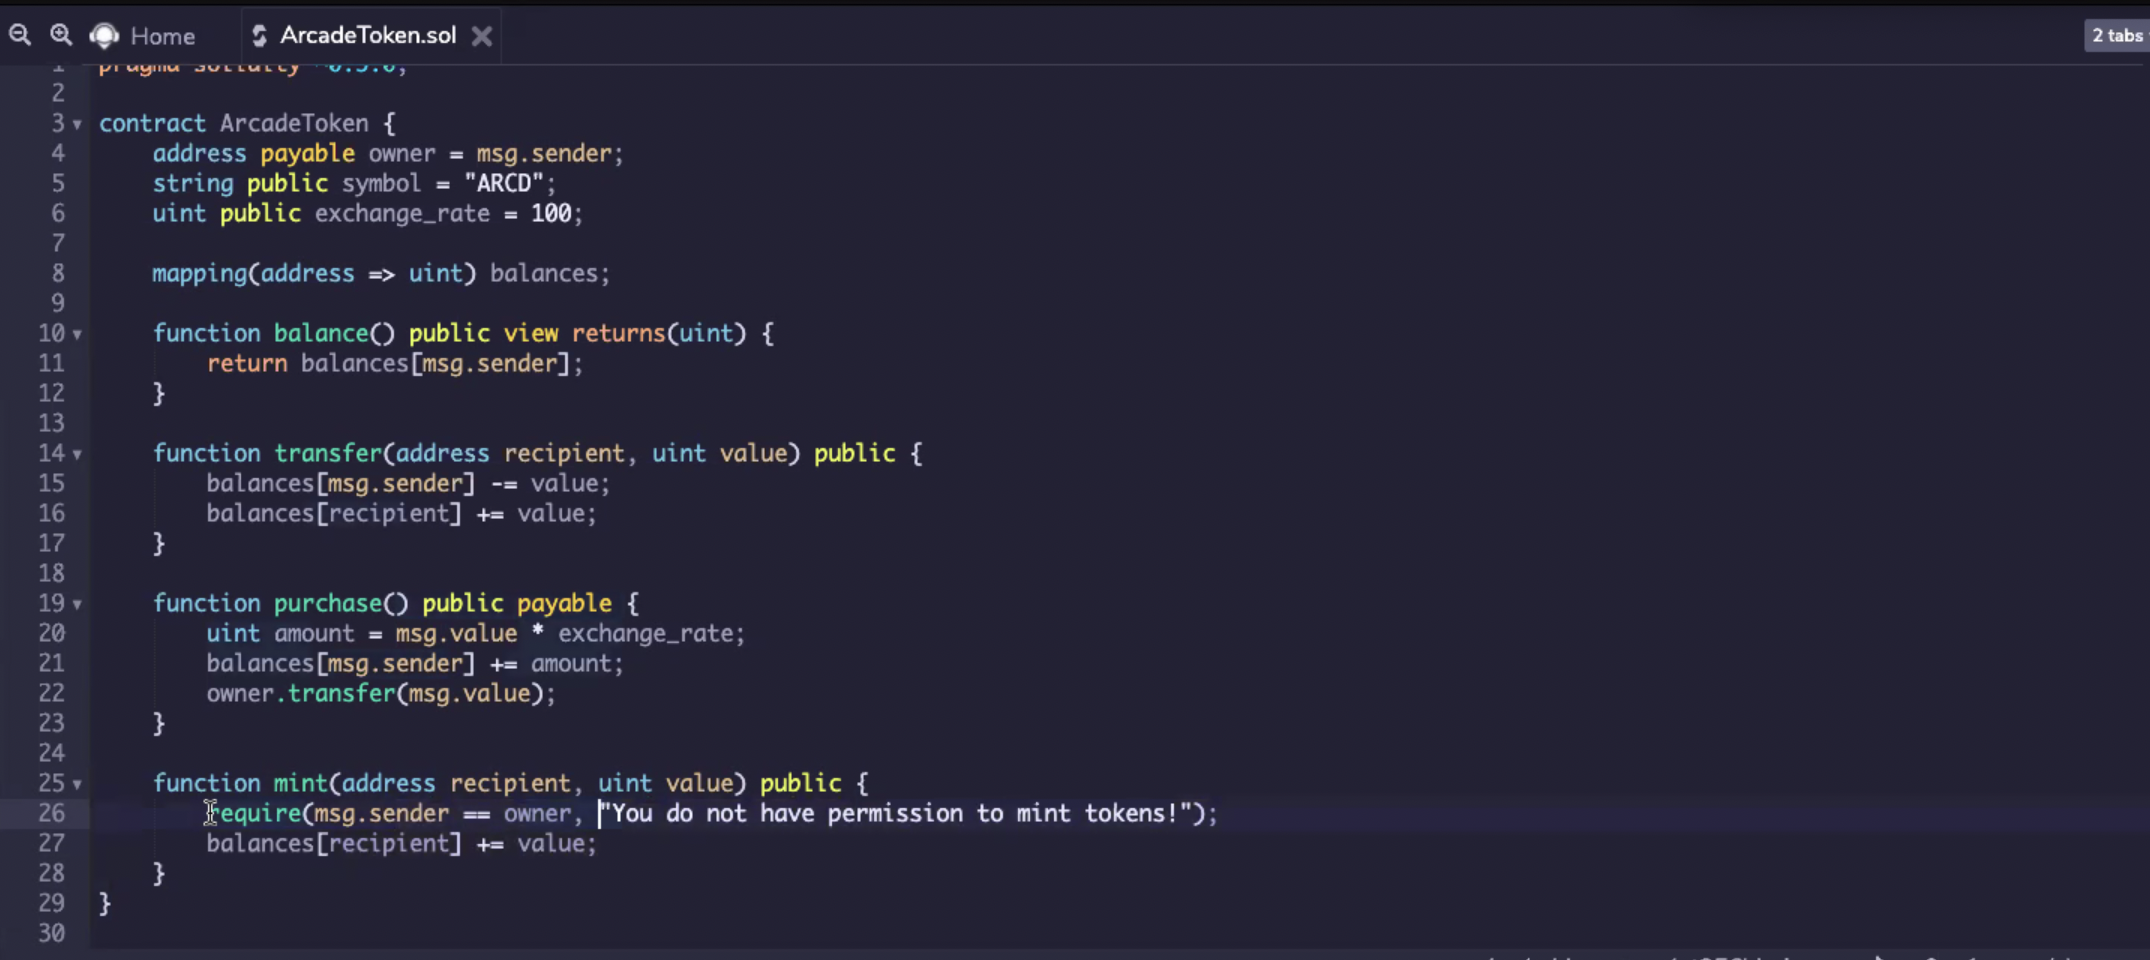 Home ArcadeToken.sol 2 tabs
1 pragma solidity
2
3 contract ArcadeToken {
4 address payable owner = msg.sender;
5 string public symbol = "ARCD";
6 uint public exchange_rate = 100;
7
8 mapping(address => uint) balances;
9
10 function balance() public view returns(uint) {
11 return balances[msg.sender];
12 }
13
14 function transfer(address recipient, uint value) public {
15 balances[msg.sender] -= value;
16 balances[recipient] += value;
17 }
18
19 function purchase() public payable {
20 uint amount = msg.value * exchange_rate;
21 balances[msg.sender] += amount;
22 owner.transfer(msg.value);
23 }
24
25 function mint(address recipient, uint value) public {
26 require(msg.sender == owner, "You do not have permission to mint tokens!");
27 balances[recipient] += value;
28 }
29 }
30